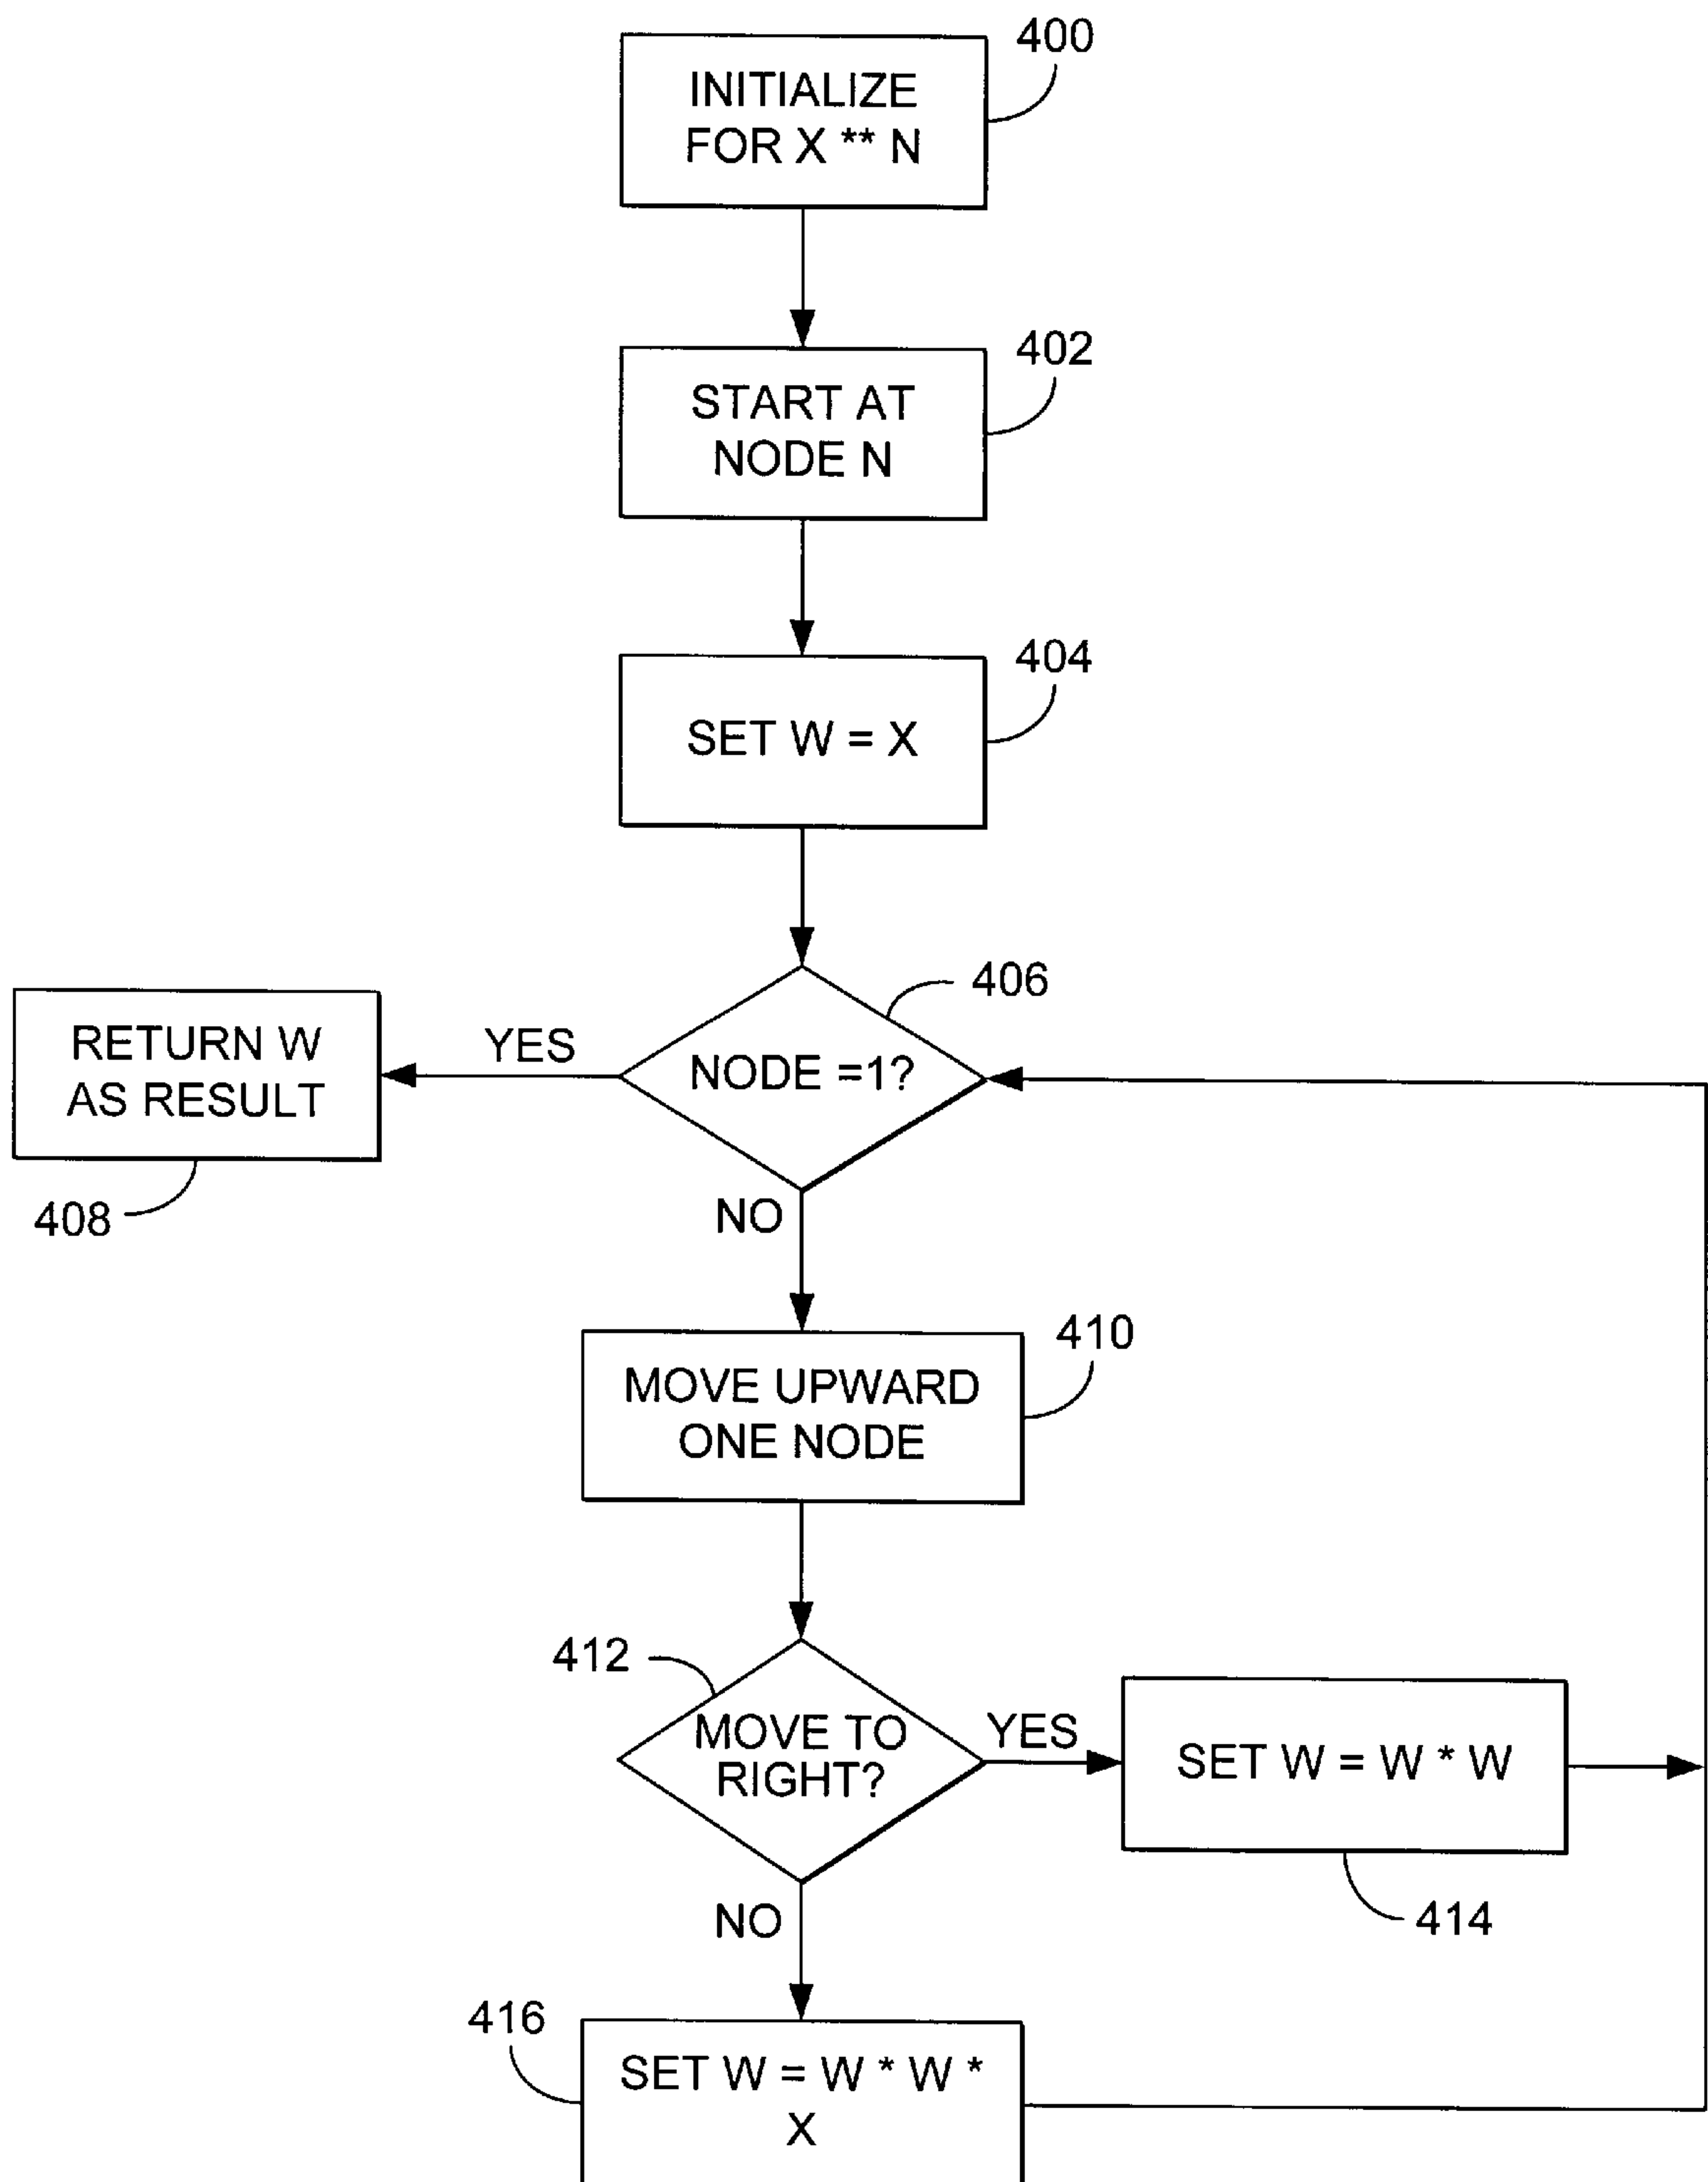 400
INITIALIZE
FOR X ** N
402
START AT
NODE N
404
SET W = X
406
NODE =1?
YES
RETURN W
AS RESULT
408
NO
410
MOVE UPWARD
ONE NODE
412
MOVE TO
RIGHT?
YES
SET W = W * W
414
NO
416
SET W = W * W *
X